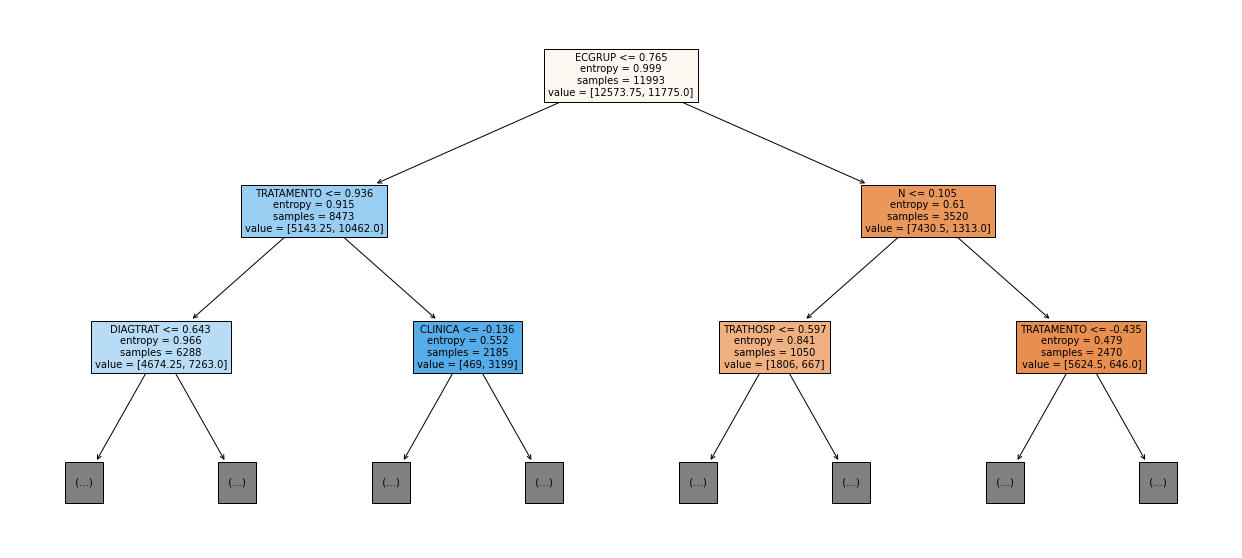 ECGRUP <= 0.765
entropy = 0.999
samples = 11993
value = [12573.75, 11775.0]
TRATAMENTO <= 0.936
entropy = 0.915
samples = 8473
value = [5143.25, 10462.0]
N <= 0.105
entropy = 0.61
samples = 3520
value = [7430.5, 1313.0]
DIAGTRAT <= 0.643
entropy = 0.966
samples = 6288
value = [4674.25, 7263.0]
CLINICA <= -0.136
entropy = 0.552
samples = 2185
value = [469, 3199]
TRATHOSP <= 0.597
entropy = 0.841
samples = 1050
value = [1806, 667]
TRATAMENTO <= -0.435
entropy = 0.479
samples = 2470
value = [5624.5, 646.0]
(...)
(...)
(...)
(...)
(...)
(...)
(...)
(...)